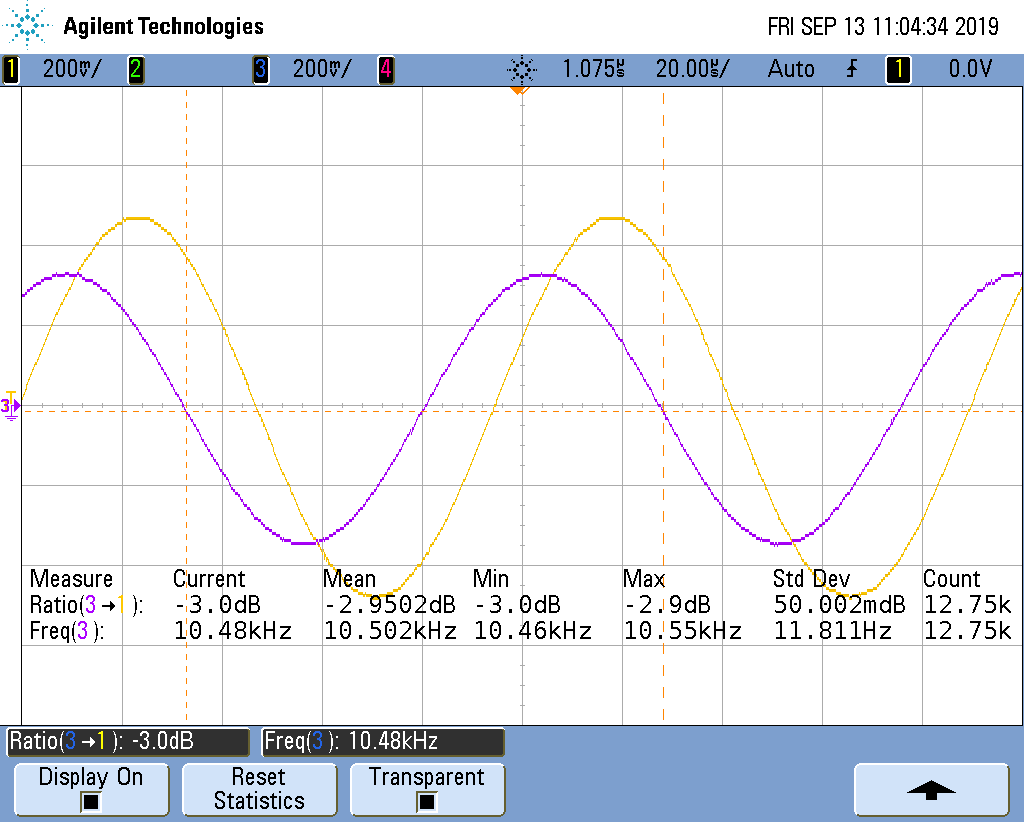 Agilent Technologies FRI SEP 13 11:04:34 2019
1 200mV/ 2 3 200mV/ 4 1.075ms 20.00us/ Auto 1 0.0V
3
Measure Current Mean Min Max Std Dev Count
Ratio(3→1): -3.0dB -2.9502dB -3.0dB -2.9dB 50.002mdB 12.75k
Freq(3): 10.48kHz 10.502kHz 10.46kHz 10.55kHz 11.811Hz 12.75k
Ratio(3→1): -3.0dB Freq(3): 10.48kHz
Display On Reset Transparent
Statistics